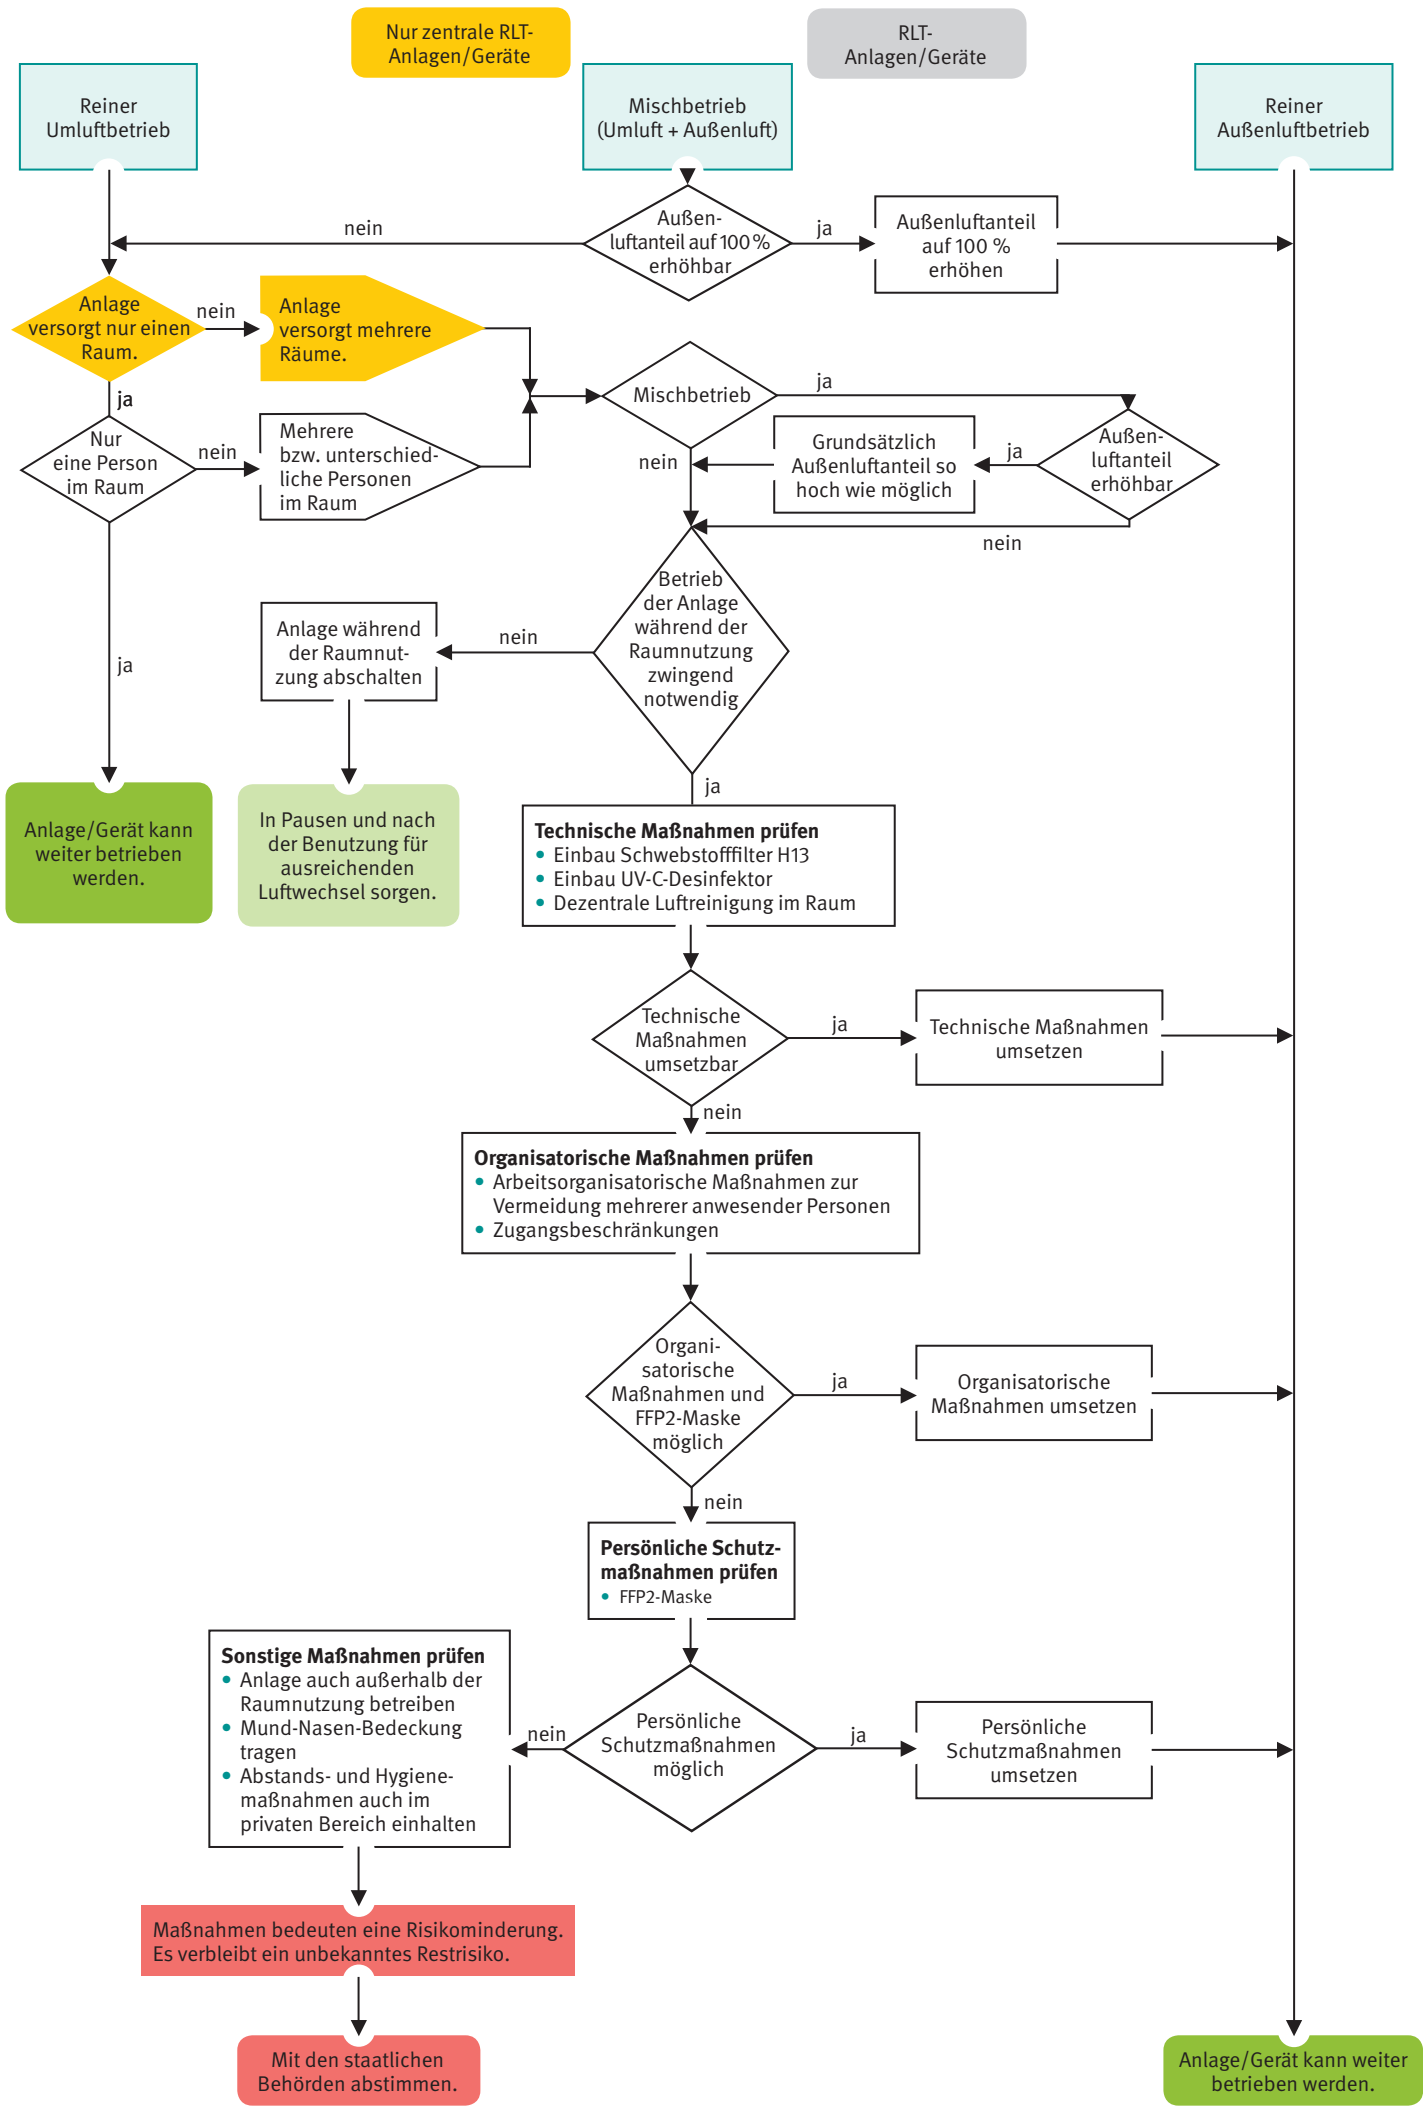 Nur zentrale RLT-
Anlagen/Geräte
RLT-
Anlagen/Geräte
Reiner
Umluftbetrieb
Mischbetrieb
(Umluft + Außenluft)
Reiner
Außenluftbetrieb
nein
Außen-
luftanteil auf 100 %
erhöhbar
ja
Außenluftanteil
auf 100 %
erhöhen
Anlage
versorgt nur einen
Raum.
nein
Anlage
versorgt mehrere
Räume.
ja
Mischbetrieb
ja
Nur
eine Person
im Raum
nein
Mehrere
bzw. unterschied-
liche Personen
im Raum
nein
Grundsätzlich
Außenluftanteil so
hoch wie möglich
ja
Außen-
luftanteil
erhöhbar
nein
ja
Anlage während
der Raumnut-
zung abschalten
nein
Betrieb
der Anlage
während der
Raumnutzung
zwingend
notwendig
ja
Anlage/Gerät kann
weiter betrieben
werden.
In Pausen und nach
der Benutzung für
ausreichenden
Luftwechsel sorgen.
Technische Maßnahmen prüfen
• Einbau Schwebstofffilter H13
• Einbau UV-C-Desinfektor
• Dezentrale Luftreinigung im Raum
Technische
Maßnahmen
umsetzbar
ja
Technische Maßnahmen
umsetzen
nein
Organisatorische Maßnahmen prüfen
• Arbeitsorganisatorische Maßnahmen zur
Vermeidung mehrerer anwesender Personen
• Zugangsbeschränkungen
Organi-
satorische
Maßnahmen und
FFP2-Maske
möglich
ja
Organisatorische
Maßnahmen umsetzen
nein
Persönliche Schutz-
maßnahmen prüfen
• FFP2-Maske
Sonstige Maßnahmen prüfen
• Anlage auch außerhalb der
Raumnutzung betreiben
• Mund-Nasen-Bedeckung
tragen
• Abstands- und Hygiene-
maßnahmen auch im
privaten Bereich einhalten
nein
Persönliche
Schutzmaßnahmen
möglich
ja
Persönliche
Schutzmaßnahmen
umsetzen
Maßnahmen bedeuten eine Risikominderung.
Es verbleibt ein unbekanntes Restrisiko.
Mit den staatlichen
Behörden abstimmen.
Anlage/Gerät kann weiter
betrieben werden.